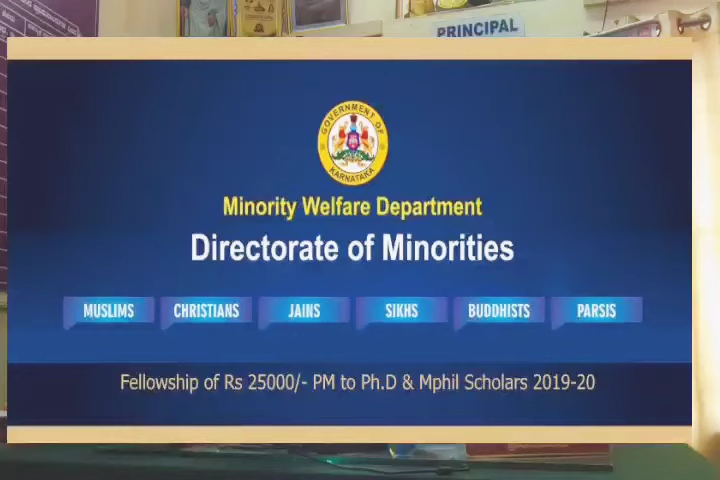 PRINCIPAL
GOVERNMENT OF
KARNATAKA
Minority Welfare Department
Directorate of Minorities
MUSLIMS CHRISTIANS JAINS SIKHS BUDDHISTS PARSIS
Fellowship of Rs 25000/- PM to Ph.D & Mphil Scholars 2019-20